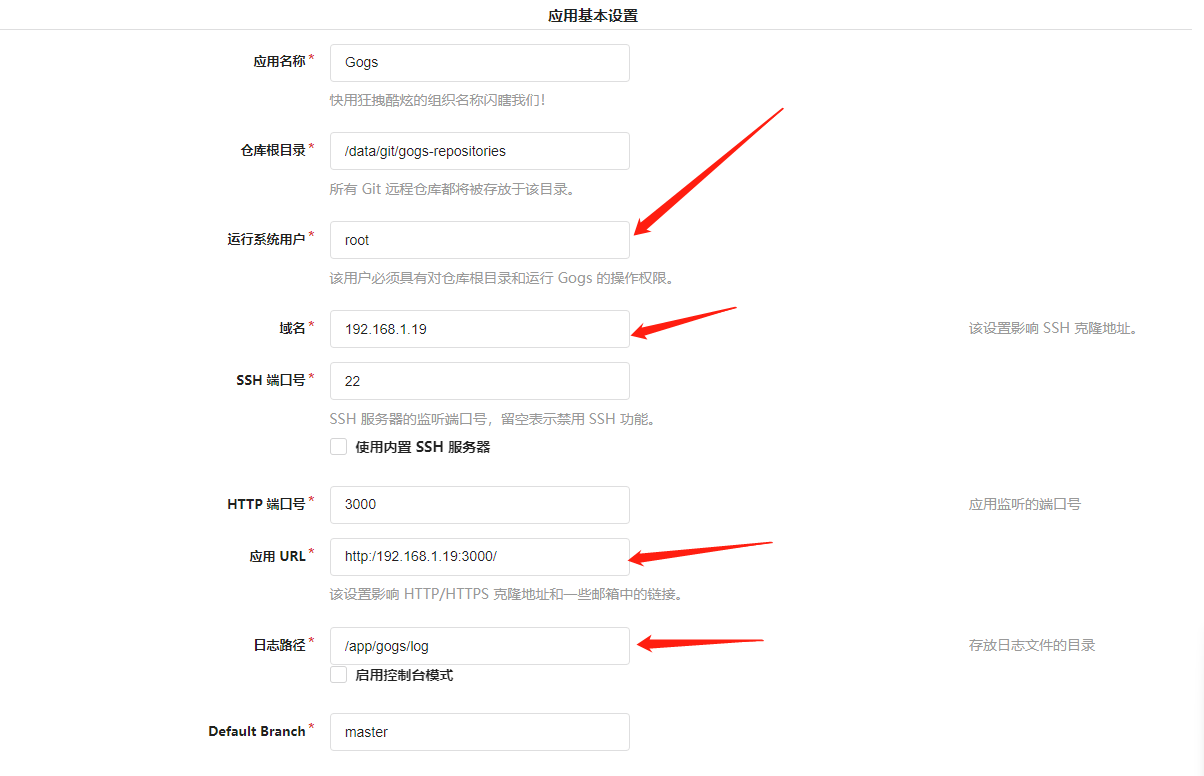 应用基本设置
应用名称* Gogs
快用狂拽酷炫的组织名称闪瞎我们！
仓库根目录* /data/git/gogs-repositories
所有 Git 远程仓库都将被存放于该目录。
运行系统用户* root
该用户必须具有对仓库根目录和运行 Gogs 的操作权限。
域名* 192.168.1.19 该设置影响 SSH 克隆地址。
SSH 端口号* 22
SSH 服务器的监听端口号，留空表示禁用 SSH 功能。
使用内置 SSH 服务器
HTTP 端口号* 3000 应用监听的端口号
应用 URL* http:/192.168.1.19:3000/
该设置影响 HTTP/HTTPS 克隆地址和一些邮箱中的链接。
日志路径* /app/gogs/log 存放日志文件的目录
启用控制台模式
Default Branch* master